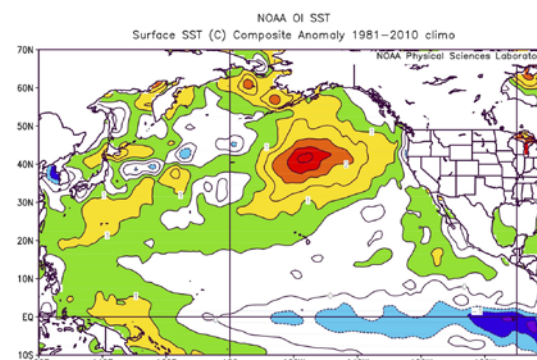 NOAA OI SST
Surface SST (C) Composite Anomaly 1981-2010 climo
NOAA Physical Sciences Laborato
70N
60N
50N
40N
30N
20N
10N
EQ
10S